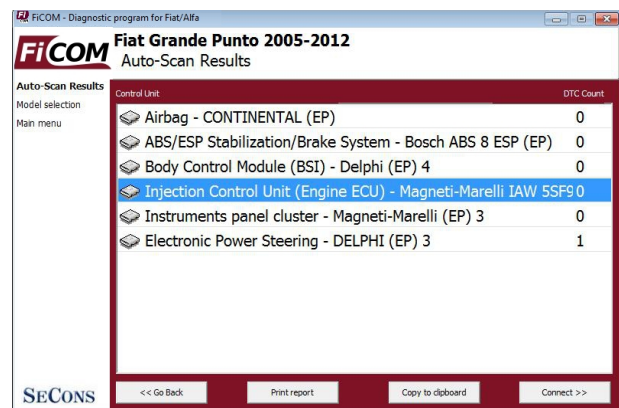 FiCOM - Diagnostic program for Fiat/Alfa
FiCOM
Fiat Grande Punto 2005-2012
Auto-Scan Results
Auto-Scan Results
Model selection
Main menu
Control Unit DTC Count
Airbag - CONTINENTAL (EP) 0
ABS/ESP Stabilization/Brake System - Bosch ABS 8 ESP (EP) 0
Body Control Module (BSI) - Delphi (EP) 4 0
Injection Control Unit (Engine ECU) - Magneti-Marelli IAW 5SF9 0
Instruments panel cluster - Magneti-Marelli (EP) 3 0
Electronic Power Steering - DELPHI (EP) 3 1
SECONS
<< Go Back Print report Copy to clipboard Connect >>